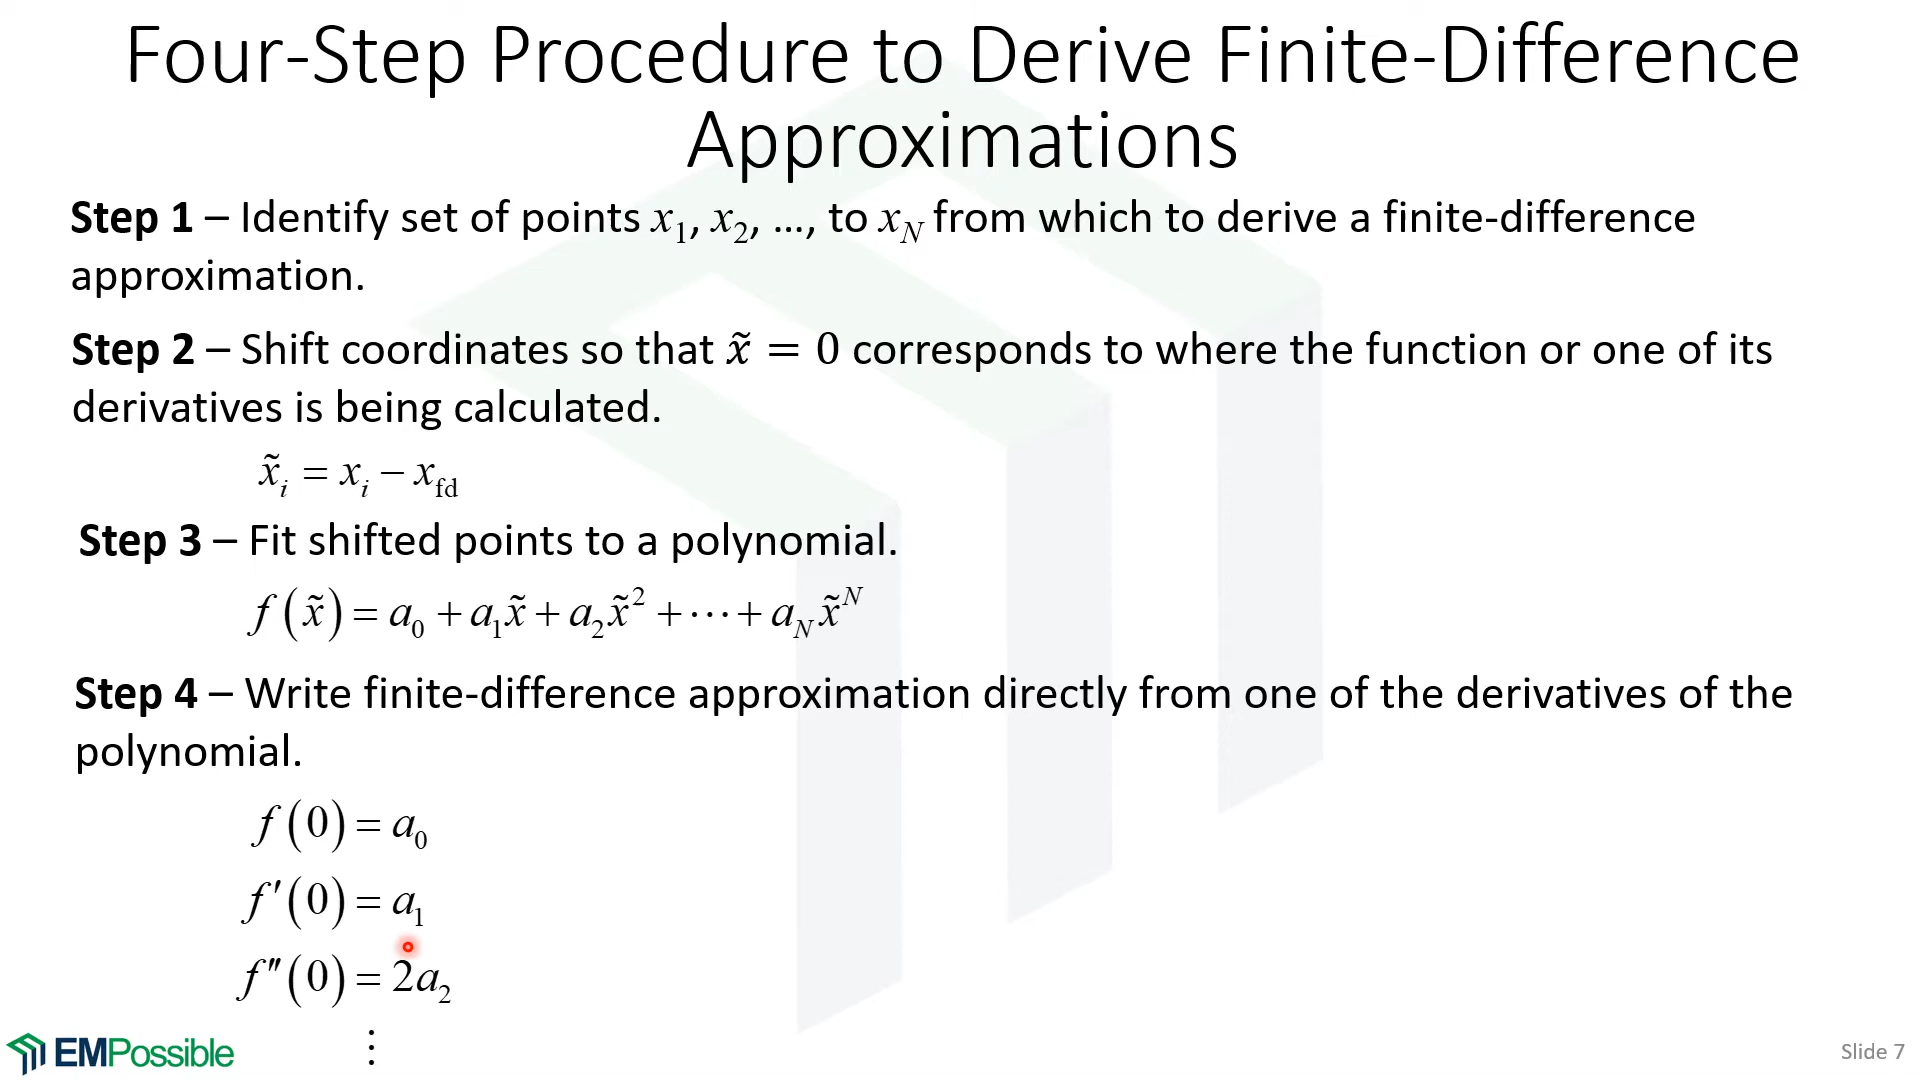 Four-Step Procedure to Derive Finite-Difference
Approximations
Step 1 – Identify set of points x₁, x₂, …, to x_N from which to derive a finite-difference
approximation.
Step 2 – Shift coordinates so that x̃ = 0 corresponds to where the function or one of its
derivatives is being calculated.
x̃ᵢ = xᵢ − x_fd
Step 3 – Fit shifted points to a polynomial.
f(x̃) = a₀ + a₁x̃ + a₂x̃² + ⋯ + a_N x̃^N
Step 4 – Write finite-difference approximation directly from one of the derivatives of the
polynomial.
f(0) = a₀
f′(0) = a₁
f″(0) = 2a₂
⋮
EMPossible
Slide 7